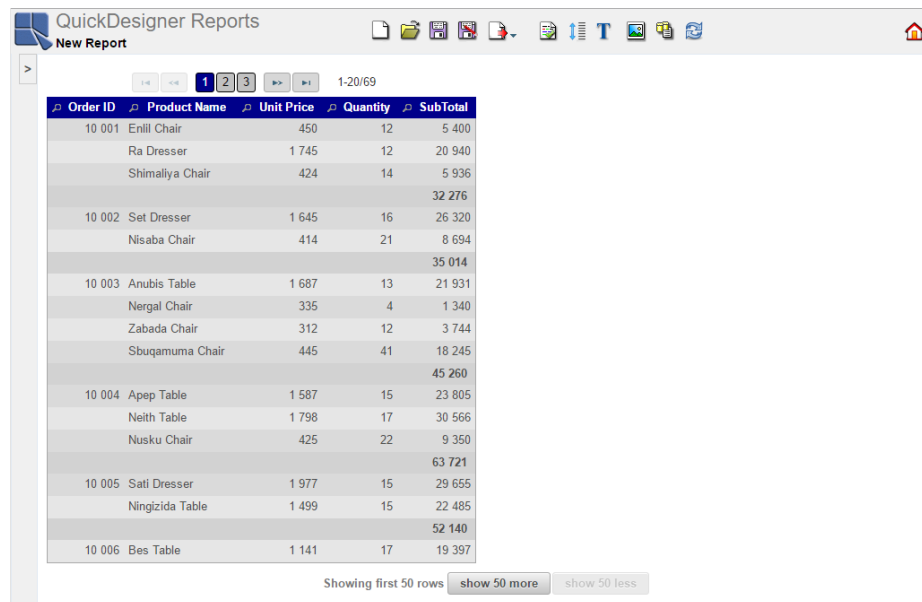 QuickDesigner Reports
New Report
>
1 2 3 1-20/69
Order ID Product Name Unit Price Quantity SubTotal
10 001 Enlil Chair 450 12 5 400
Ra Dresser 1 745 12 20 940
Shimaliya Chair 424 14 5 936
32 276
10 002 Set Dresser 1 645 16 26 320
Nisaba Chair 414 21 8 694
35 014
10 003 Anubis Table 1 687 13 21 931
Nergal Chair 335 4 1 340
Zabada Chair 312 12 3 744
Sbuqamuma Chair 445 41 18 245
45 260
10 004 Apep Table 1 587 15 23 805
Neith Table 1 798 17 30 566
Nusku Chair 425 22 9 350
63 721
10 005 Sati Dresser 1 977 15 29 655
Ningizida Table 1 499 15 22 485
52 140
10 006 Bes Table 1 141 17 19 397
Showing first 50 rows show 50 more show 50 less